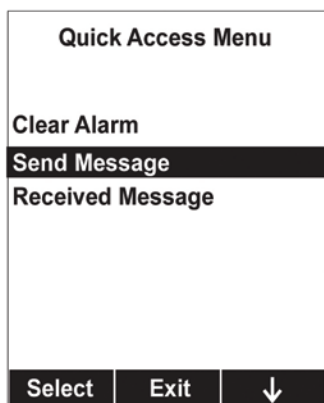 Quick Access Menu
Clear Alarm
Send Message
Received Message
Select Exit ↓